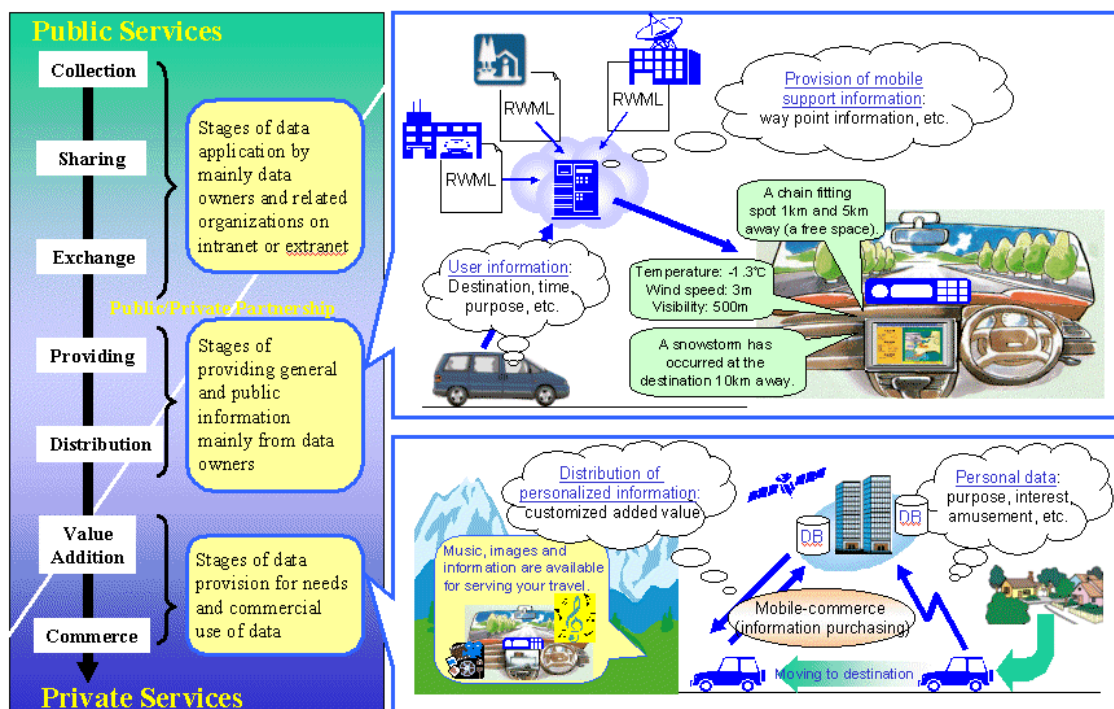 Public Services
Collection
Sharing
Exchange
Public/Private Partnership
Providing
Distribution
Value
Addition
Commerce
Private Services
Stages of data
application by
mainly data
owners and related
organizations on
intranet or extranet
Stages of
providing general
and public
information
mainly from data
owners
Stages of data
provision for needs
and commercial
use of data
RWML
RWML
RWML
Provision of mobile
support information:
way point information, etc.
User information:
Destination, time,
purpose, etc.
A chain fitting
spot 1km and 5km
away (a free space).
Temperature: -1.3℃
Wind speed: 3m
Visibility: 500m
A snowstorm has
occurred at the
destination 10km away.
Distribution of
personalized information:
customized added value
Music, images and
information are available
for serving your travel.
DB
DB
Personal data:
purpose, interest,
amusement, etc.
Mobile-commerce
(information purchasing)
Moving to destination